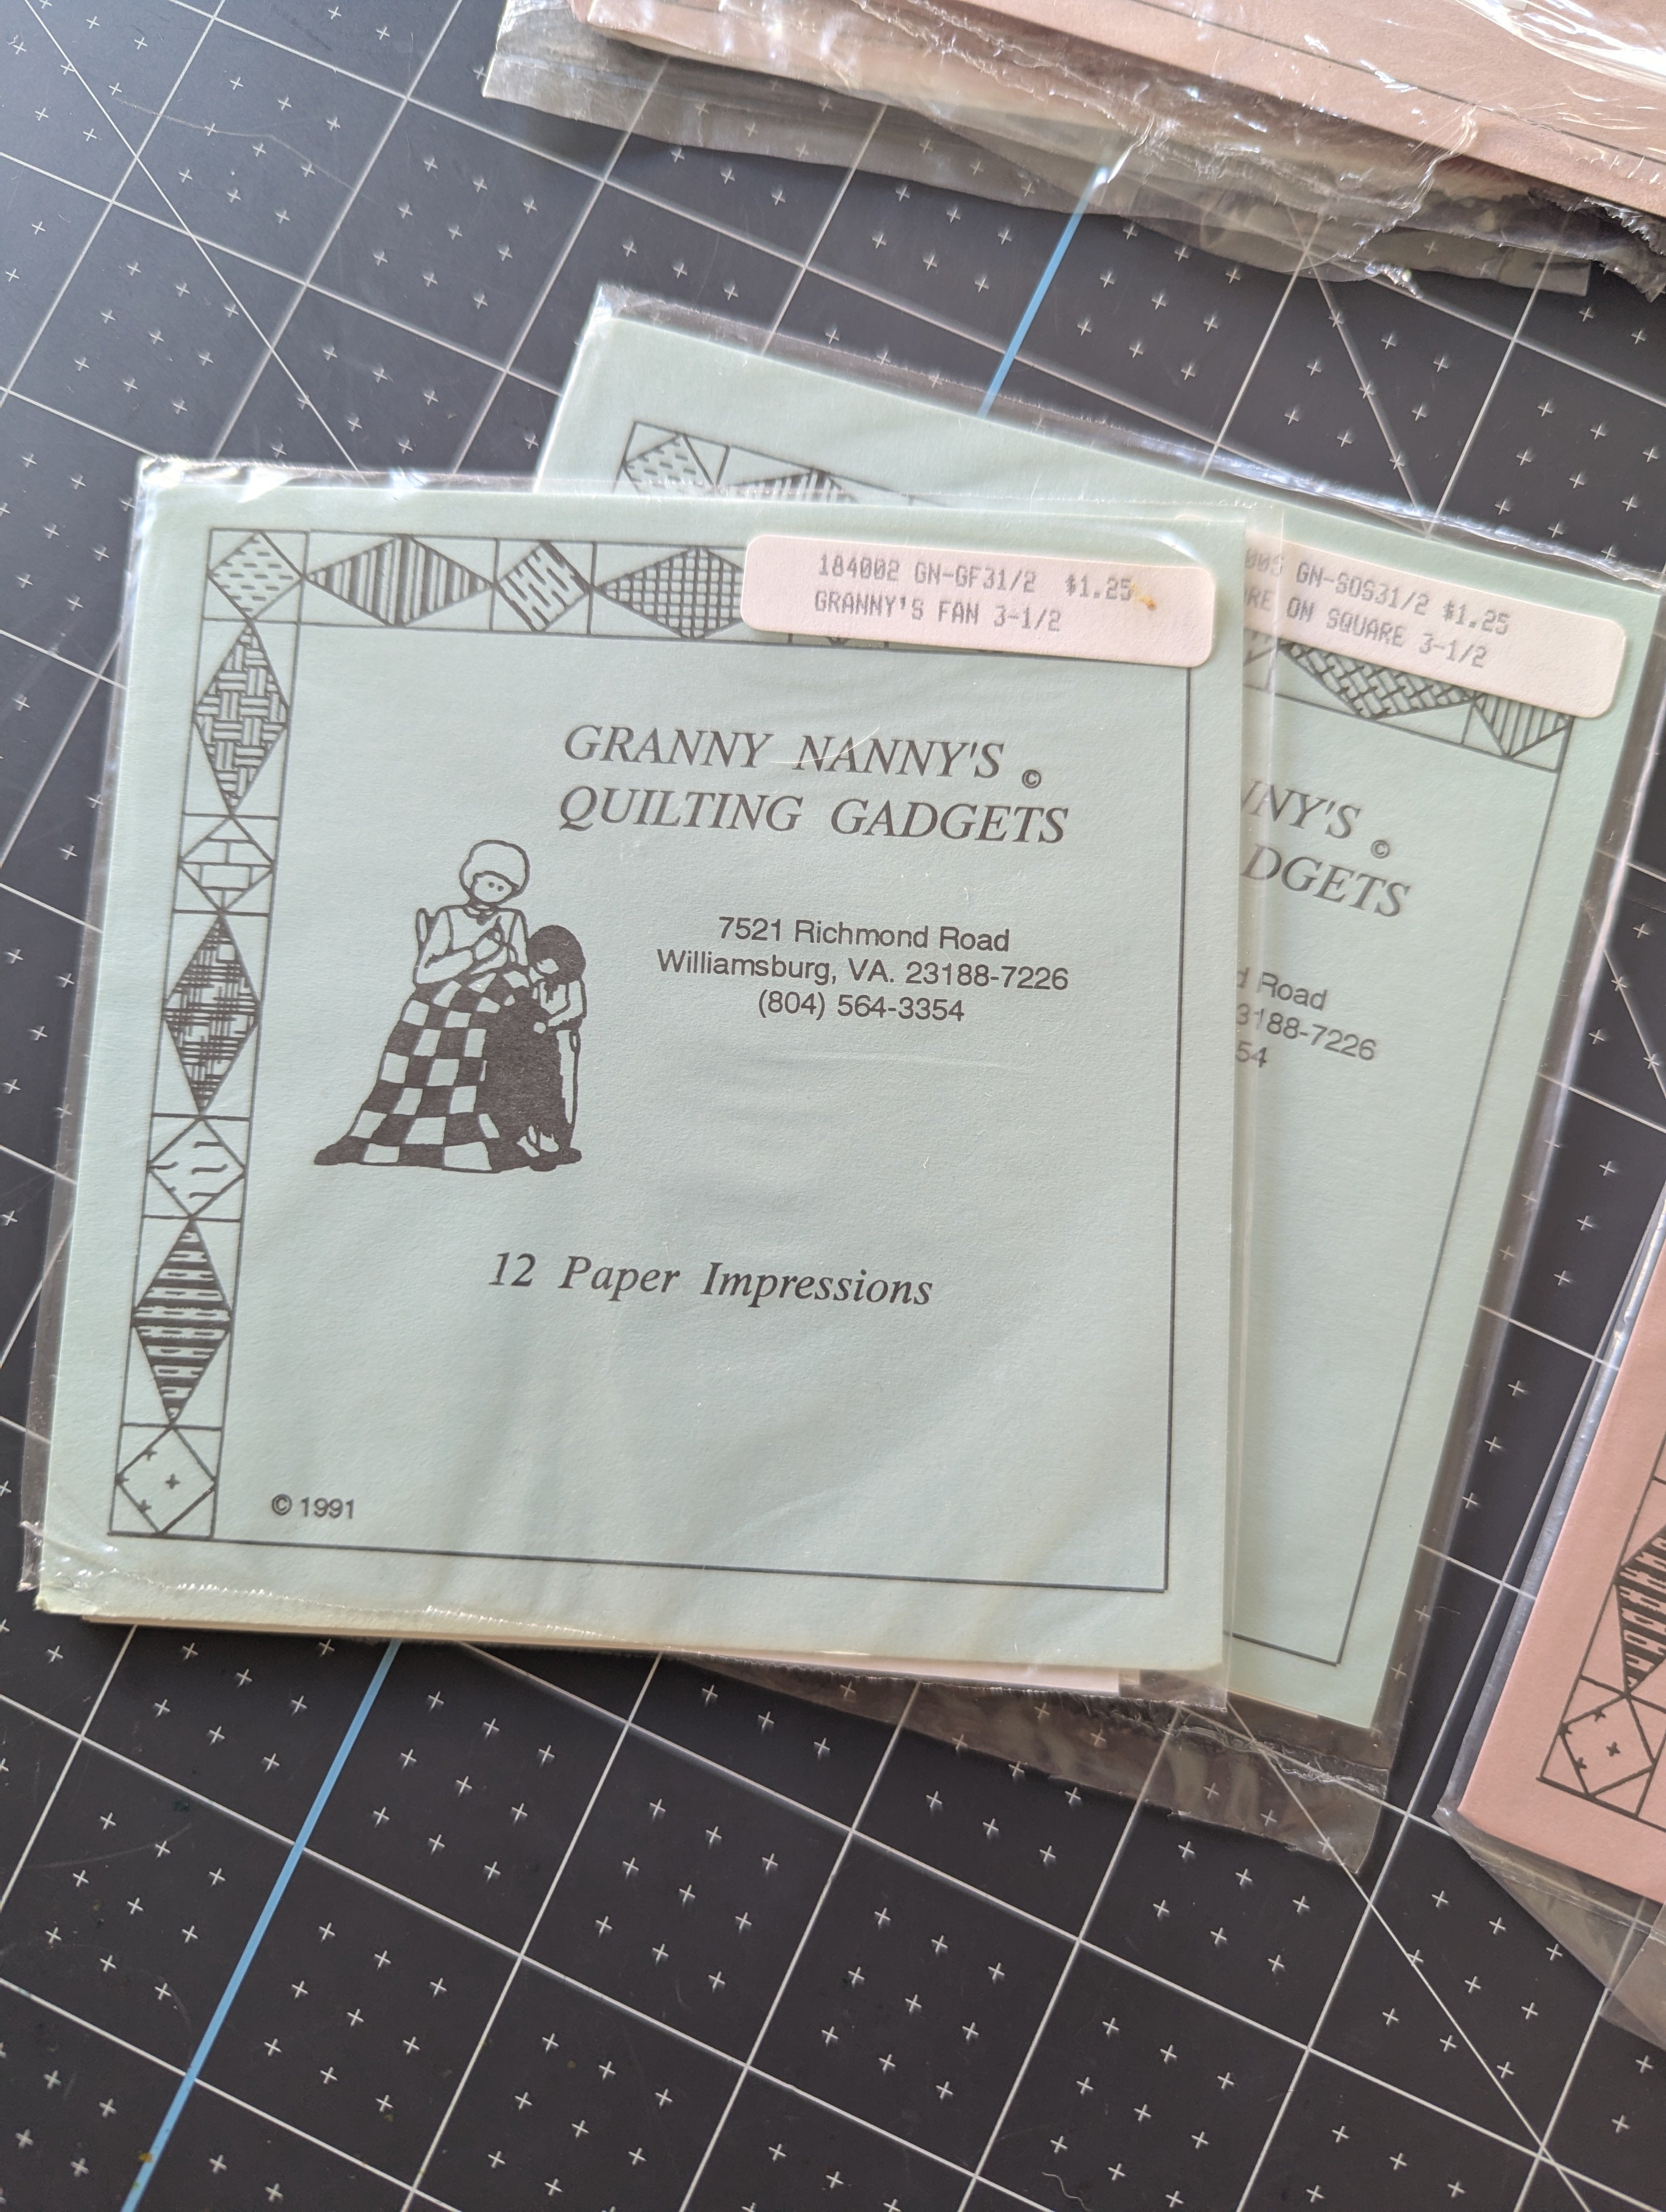 184002 GN-GF31/2 $1.25
GRANNY'S FAN 3-1/2
GRANNY NANNY'S ©
QUILTING GADGETS
7521 Richmond Road
Williamsburg, VA. 23188-7226
(804) 564-3354
12 Paper Impressions
© 1991
GN-SOS31/2 $1.25
RE ON SQUARE 3-1/2
NNY'S ©
DGETS
d Road
3188-7226
54